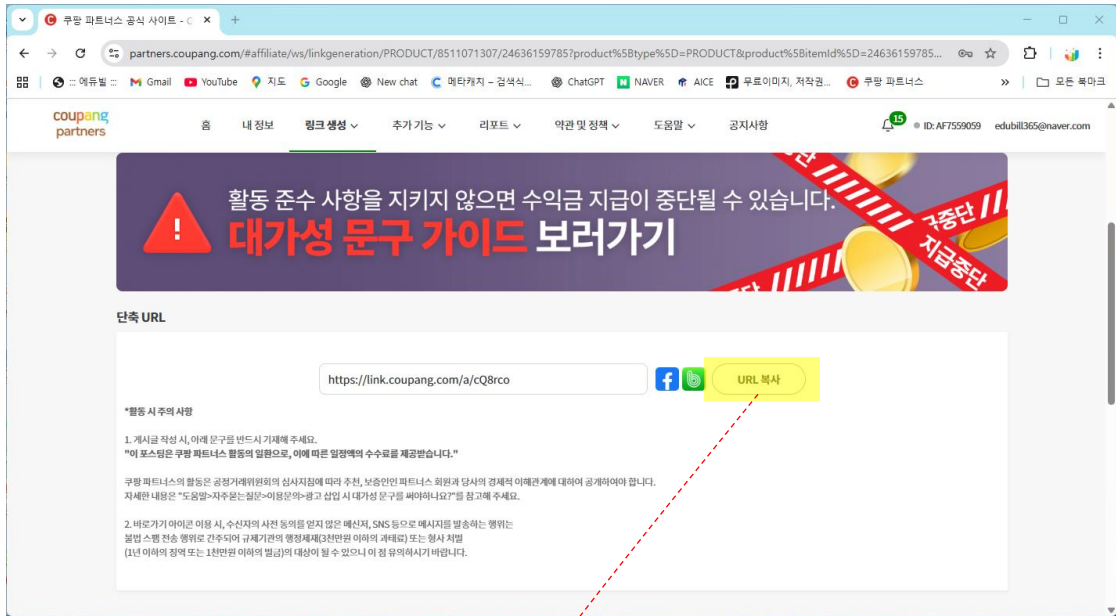 쿠팡 파트너스 공식 사이트 - C
partners.coupang.com/#affiliate/ws/linkgeneration/PRODUCT/8511071307/24636159785?product%5Btype%5D=PRODUCT&product%5BitemId%5D=24636159785...
::: 에듀빌 ::: Gmail YouTube 지도 Google New chat 메타캐지 – 검색식... ChatGPT NAVER AICE 무료이미지, 저작권... 쿠팡 파트너스 » 모든 북마크
coupang
partners
홈 내 정보 링크 생성 추가 기능 리포트 약관 및 정책 도움말 공지사항 15 ID: AF7559059 edubill365@naver.com
활동 준수 사항을 지키지 않으면 수익금 지급이 중단될 수 있습니다.
대가성 문구 가이드 보러가기
지급중단
단축 URL
https://link.coupang.com/a/cQ8rco URL 복사
*활동 시 주의 사항
1. 게시글 작성 시, 아래 문구를 반드시 기재해 주세요.
"이 포스팅은 쿠팡 파트너스 활동의 일환으로, 이에 따른 일정액의 수수료를 제공받습니다."
쿠팡 파트너스의 활동은 공정거래위원회의 심사지침에 따라 추천, 보증인인 파트너스 회원과 당사의 경제적 이해관계에 대하여 공개하여야 합니다.
자세한 내용은 "도움말>자주묻는질문>이용문의>광고 삽입 시 대가성 문구를 써야하나요?"를 참고해 주세요.
2. 바로가기 아이콘 이용 시, 수신자의 사전 동의를 얻지 않은 메신저, SNS 등으로 메시지를 발송하는 행위는
불법 스팸 전송 행위로 간주되어 규제기관의 행정제재(3천만원 이하의 과태료) 또는 형사 처벌
(1년 이하의 징역 또는 1천만원 이하의 벌금)의 대상이 될 수 있으니 이 점 유의하시기 바랍니다.